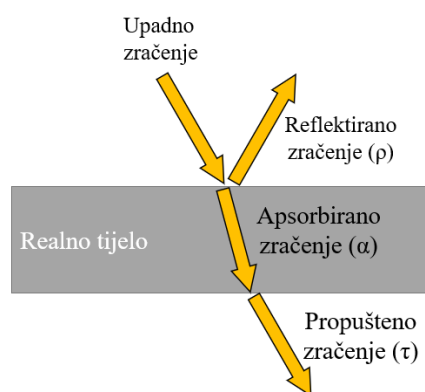 Upadno
zračenje
Reflektirano
zračenje (ρ)
Realno tijelo
Apsorbirano
zračenje (α)
Propušteno
zračenje (τ)